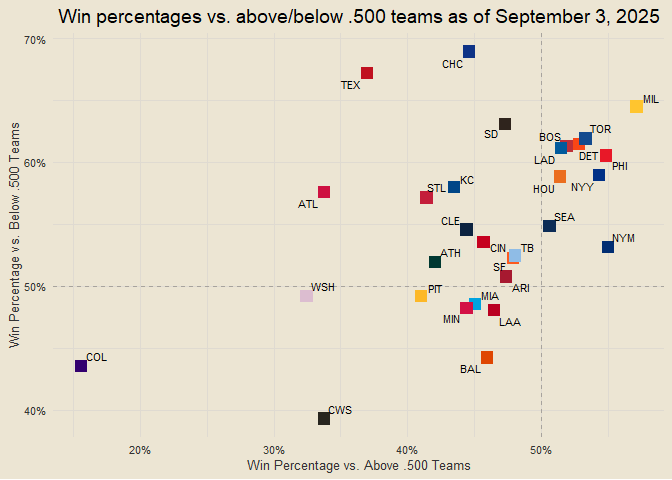 Win percentages vs. above/below .500 teams as of September 3, 2025
70%
CHC
TEX
MIL
SD
BOS
TOR
60%
LAD
DET
PHI
KC
STL
HOU
NYY
ATL
CLE
SEA
CIN
TB
NYM
ATH
SF
50%
WSH
PIT
MIA
ARI
MIN
LAA
COL
BAL
40%
CWS
20%
30%
40%
50%
Win Percentage vs. Above .500 Teams
Win Percentage vs. Below .500 Teams